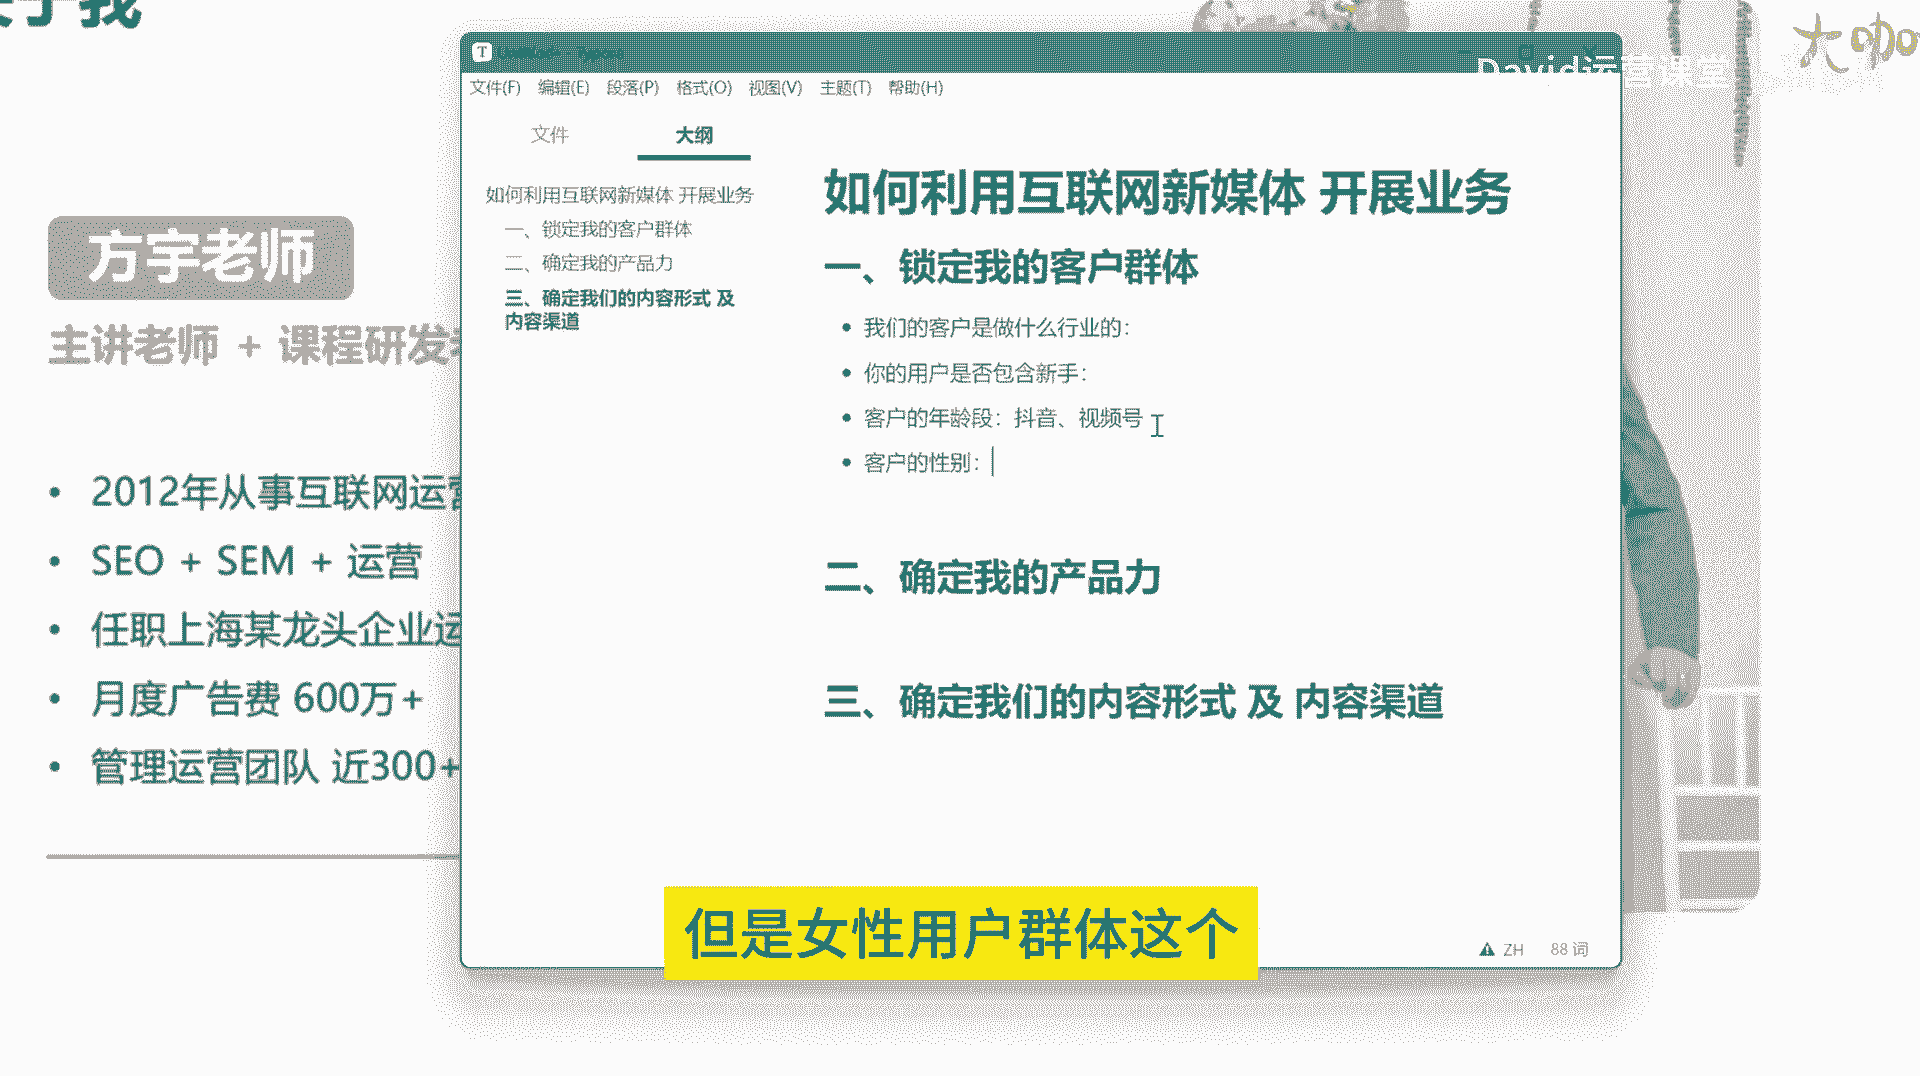 于我
大咖
David运营课堂
方宇老师
主讲老师 + 课程研发
• 2012年从事互联网运营
• SEO + SEM + 运营
• 任职上海某龙头企业运
• 月度广告费 600万+
• 管理运营团队 近300+
文件(F) 编辑(E) 段落(P) 格式(O) 视图(V) 主题(T) 帮助(H)
文件 大纲
如何利用互联网新媒体 开展业务
一、锁定我的客户群体
二、确定我的产品力
三、确定我们的内容形式 及
内容渠道
如何利用互联网新媒体 开展业务
一、锁定我的客户群体
• 我们的客户是做什么行业的：
• 你的用户是否包含新手：
• 客户的年龄段：抖音、视频号
• 客户的性别：
二、确定我的产品力
三、确定我们的内容形式 及 内容渠道
但是女性用户群体这个
ZH 88 词